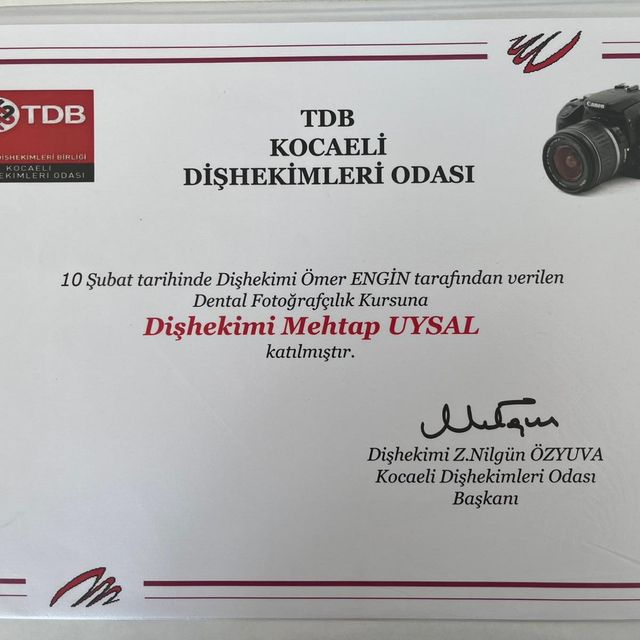 TDB
DİŞHEKİMLERİ BİRLİĞİ
KOCAELİ
EKİMLERİ ODASI
TDB
KOCAELİ
DİŞHEKİMLERİ ODASI
Canon
10 Şubat tarihinde Dişhekimi Ömer ENGİN tarafından verilen
Dental Fotoğrafçılık Kursuna
Dişhekimi Mehtap UYSAL
katılmıştır.
Dişhekimi Z.Nilgün ÖZYUVA
Kocaeli Dişhekimleri Odası
Başkanı